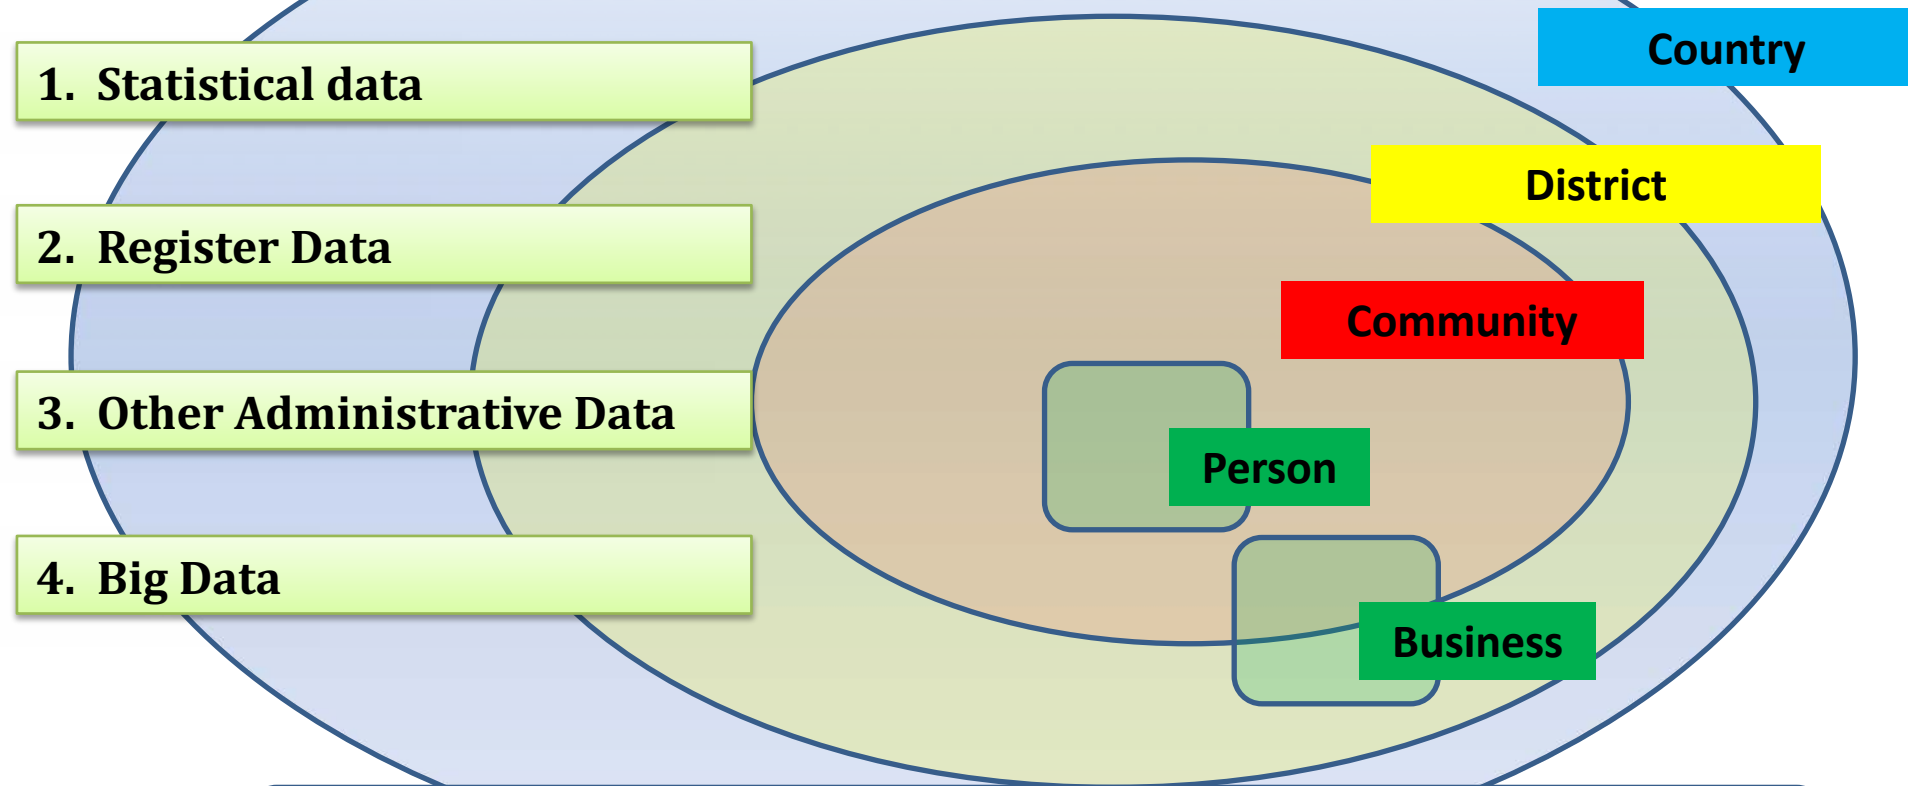 Country
1. Statistical data
District
2. Register Data
Community
3. Other Administrative Data
Person
4. Big Data
Business